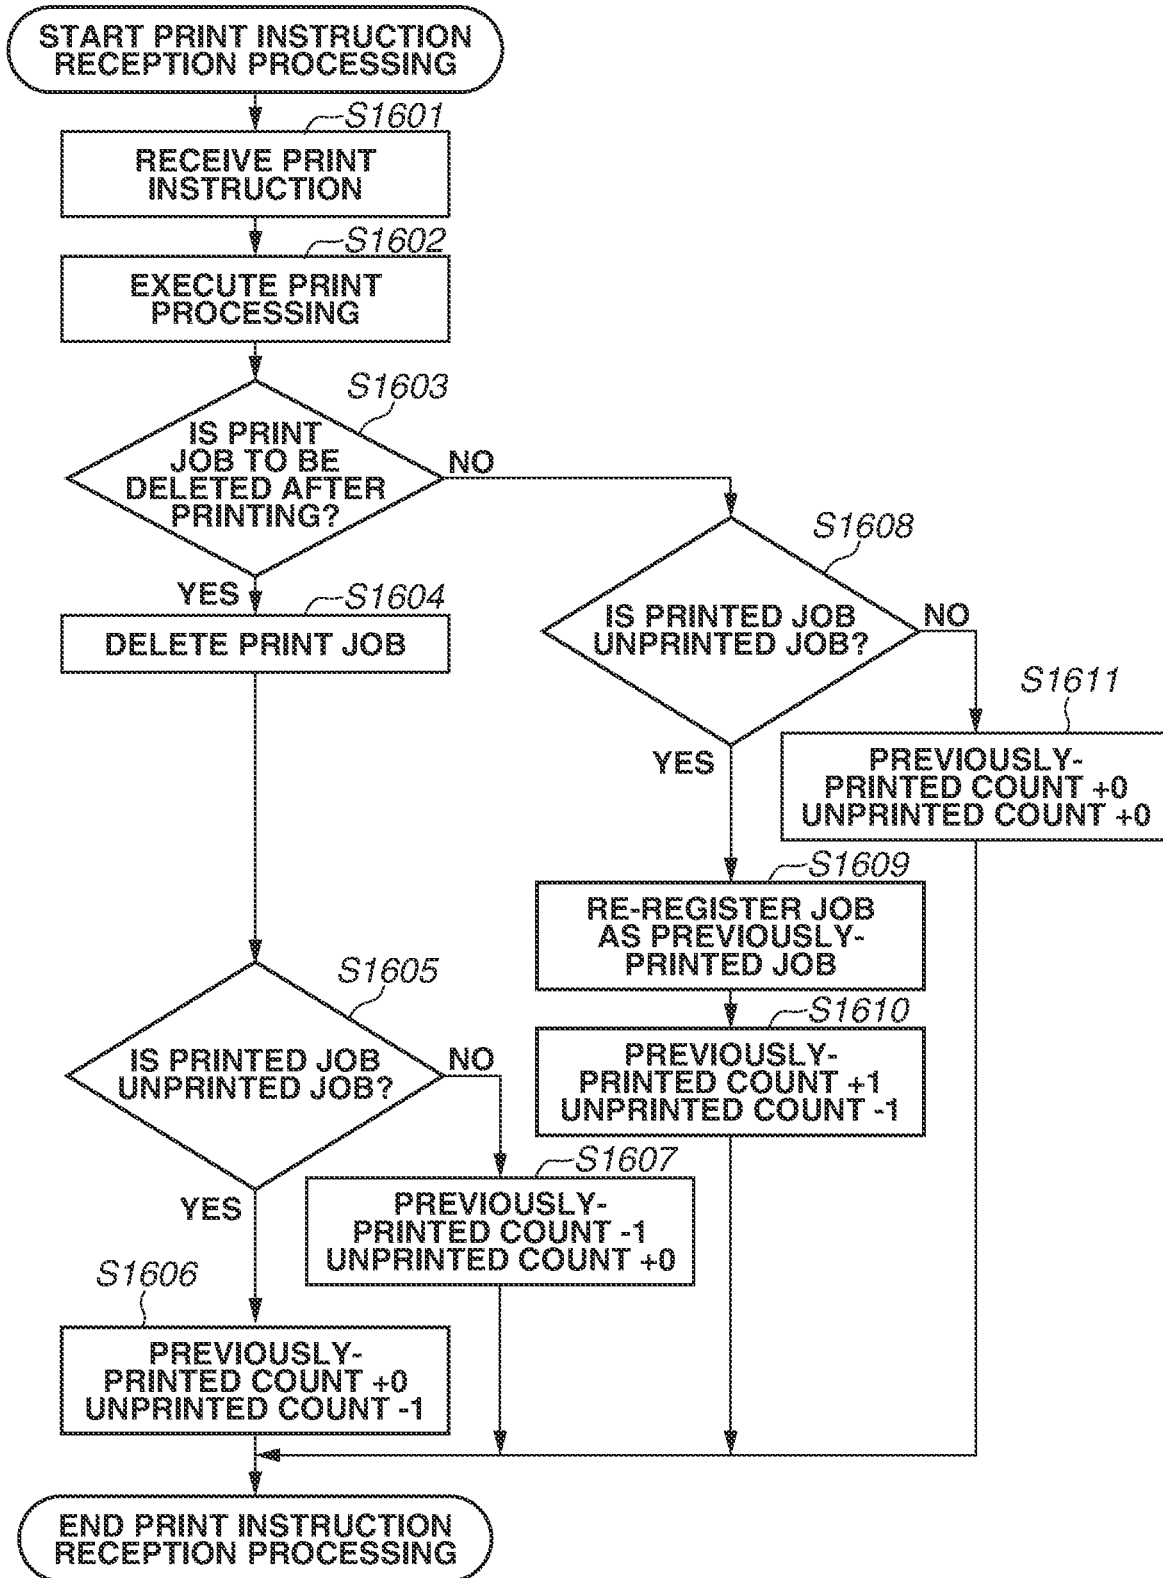 START PRINT INSTRUCTION
RECEPTION PROCESSING
S1601
RECEIVE PRINT
INSTRUCTION
S1602
EXECUTE PRINT
PROCESSING
S1603
IS PRINT
JOB TO BE
DELETED AFTER
PRINTING?
NO
YES
S1604
DELETE PRINT JOB
S1608
IS PRINTED JOB
UNPRINTED JOB?
NO
YES
S1611
PREVIOUSLY-
PRINTED COUNT +0
UNPRINTED COUNT +0
S1609
RE-REGISTER JOB
AS PREVIOUSLY-
PRINTED JOB
S1610
PREVIOUSLY-
PRINTED COUNT +1
UNPRINTED COUNT -1
S1605
IS PRINTED JOB
UNPRINTED JOB?
NO
YES
S1607
PREVIOUSLY-
PRINTED COUNT -1
UNPRINTED COUNT +0
S1606
PREVIOUSLY-
PRINTED COUNT +0
UNPRINTED COUNT -1
END PRINT INSTRUCTION
RECEPTION PROCESSING